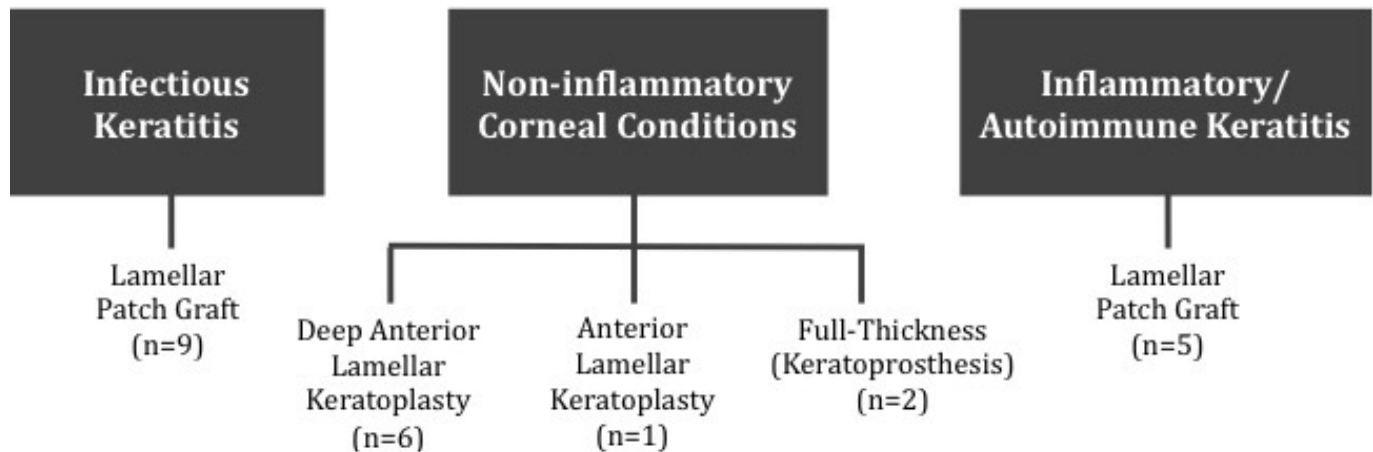 Infectious
Keratitis
Non-inflammatory
Corneal Conditions
Inflammatory/
Autoimmune Keratitis
Lamellar
Patch Graft
(n=9)
Deep Anterior
Lamellar
Keratoplasty
(n=6)
Anterior
Lamellar
Keratoplasty
(n=1)
Full-Thickness
(Keratoprosthesis)
(n=2)
Lamellar
Patch Graft
(n=5)